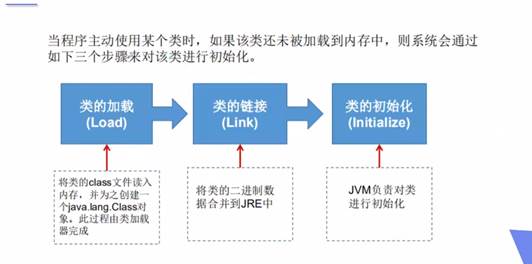 当程序主动使用某个类时，如果该类还未被加载到内存中，则系统会通过
如下三个步骤来对该类进行初始化。
类的加载
(Load)
类的链接
(Link)
类的初始化
(Initialize)
将类的class文件读入
内存，并为之创建一
个java.lang.Class对
象。此过程由类加载
器完成
将类的二进制数
据合并到JRE中
JVM负责对类
进行初始化